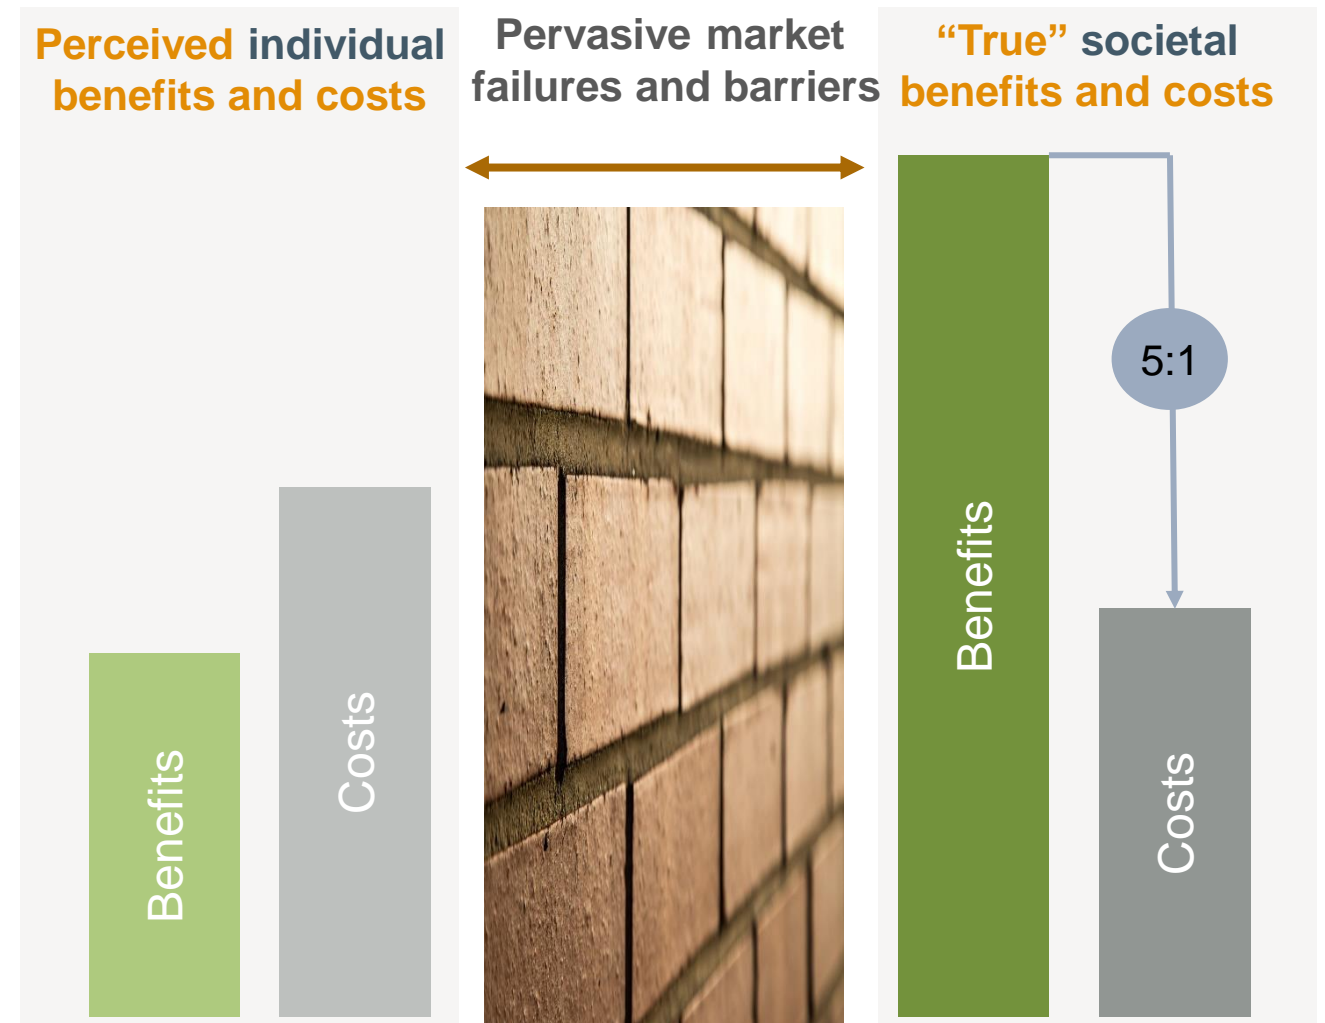 Perceived individual
benefits and costs
Pervasive market
failures and barriers
“True” societal
benefits and costs
5:1
Benefits
Costs
Benefits
Costs